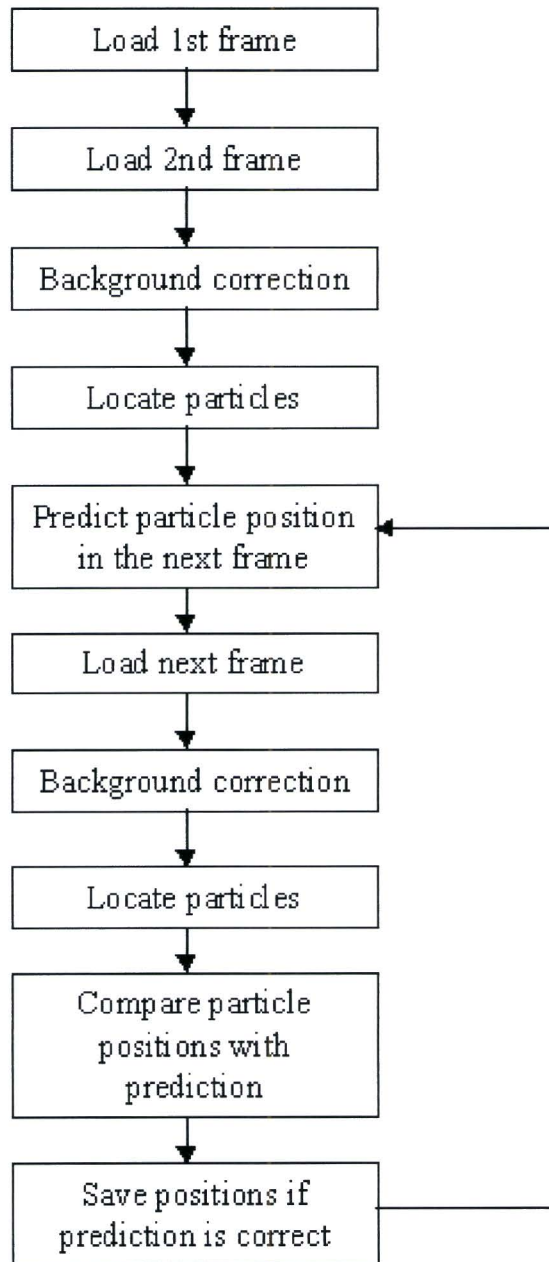 Load 1st frame
Load 2nd frame
Background correction
Locate particles
Predict particle position
in the next frame
Load next frame
Background correction
Locate particles
Compare particle
positions with
prediction
Save positions if
prediction is correct